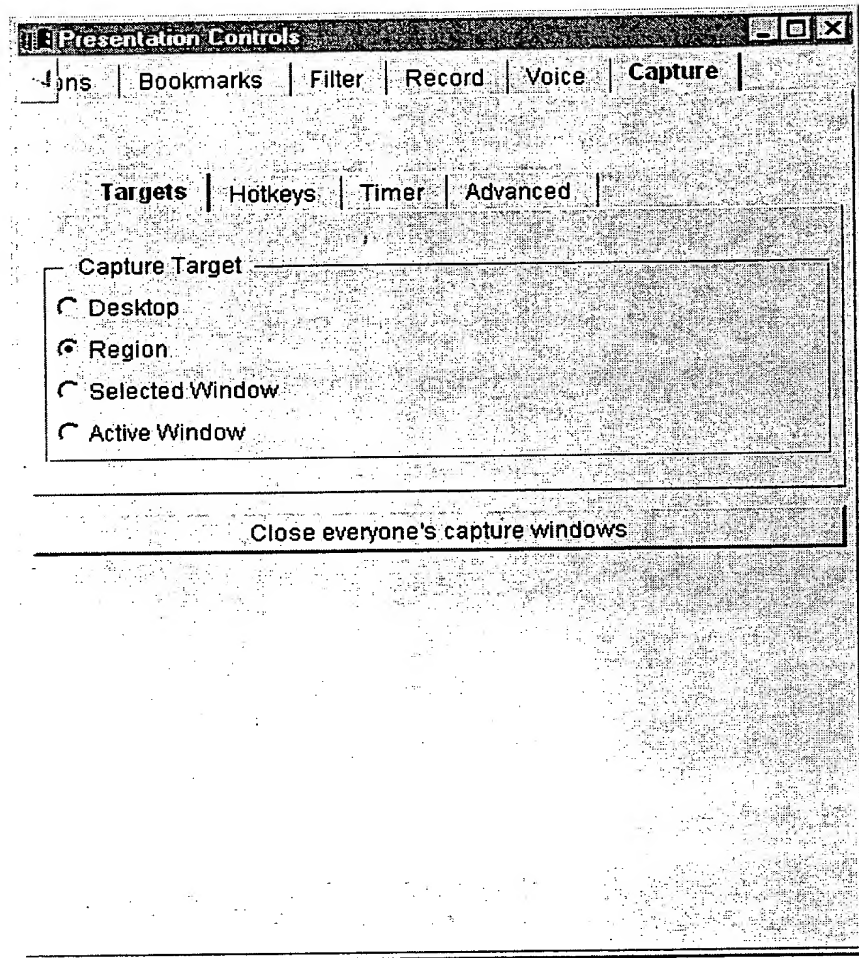 Presentation Controls
ons Bookmarks Filter Record Voice Capture
Targets Hotkeys Timer Advanced
Capture Target
Desktop
Region
Selected Window
Active Window
Close everyone's capture windows